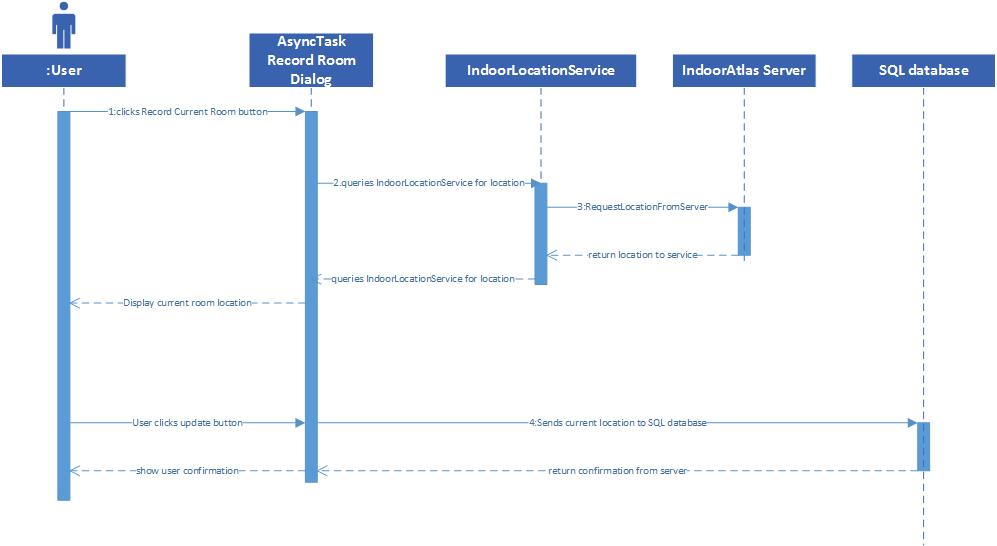 :User
AsyncTask
Record Room
Dialog
IndoorLocationService
IndoorAtlas Server
SQL database
1:clicks Record Current Room button
2.queries IndoorLocationService for location
3:RequestLocationFromServer
return location to service
queries IndoorLocationService for location
Display current room location
User clicks update button
4:Sends current location to SQL database
show user confirmation
return confirmation from server